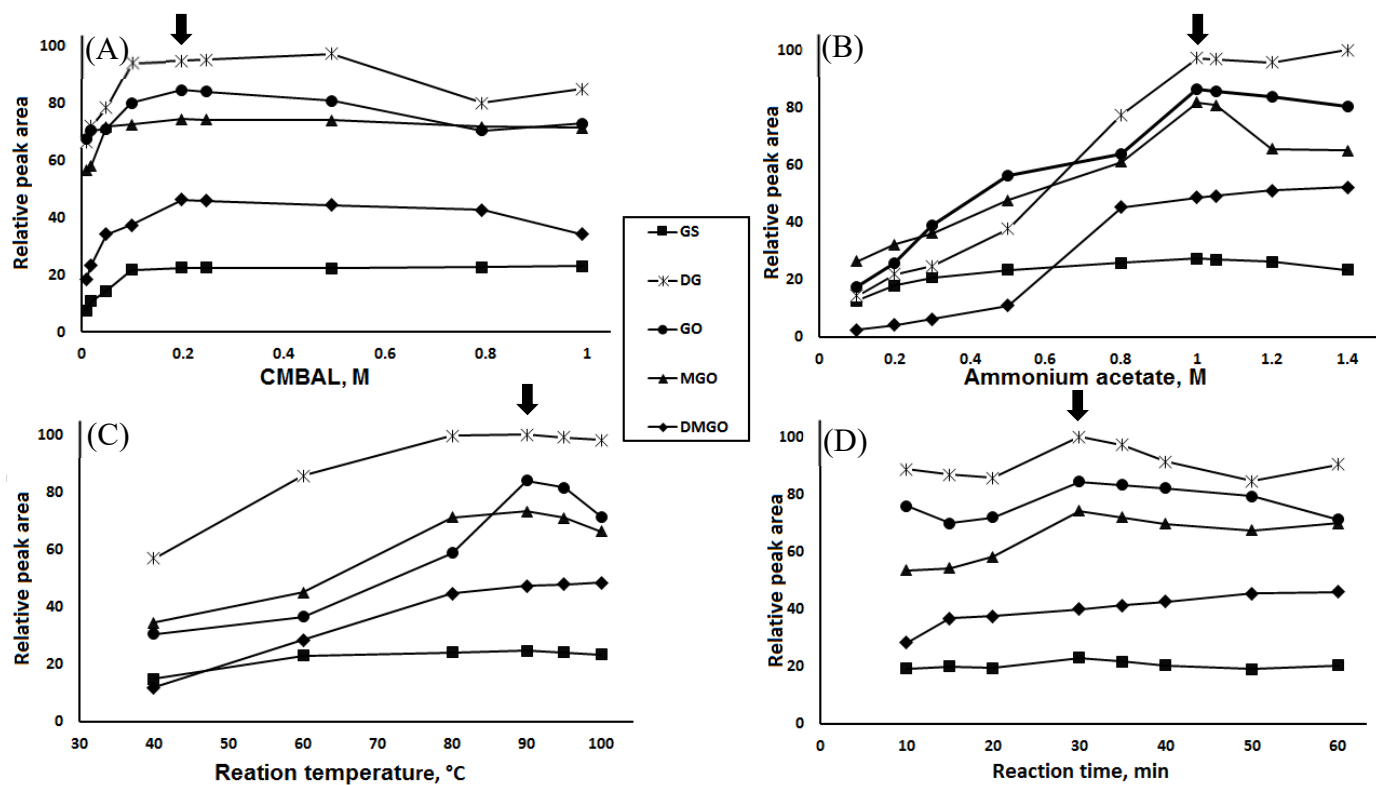 (A)
Relative peak area
100
80
60
40
20
0
0 0.2 0.4 0.6 0.8 1
CMBAL, M
(B)
Relative peak area
100
80
60
40
20
0
0 0.2 0.4 0.6 0.8 1 1.2 1.4
Ammonium acetate, M
GS
DG
GO
MGO
DMGO
(C)
Relative peak area
100
80
60
40
20
0
30 40 50 60 70 80 90 100
Reation temperature, °C
(D)
Relative peak area
100
80
60
40
20
0
0 10 20 30 40 50 60
Reaction time, min